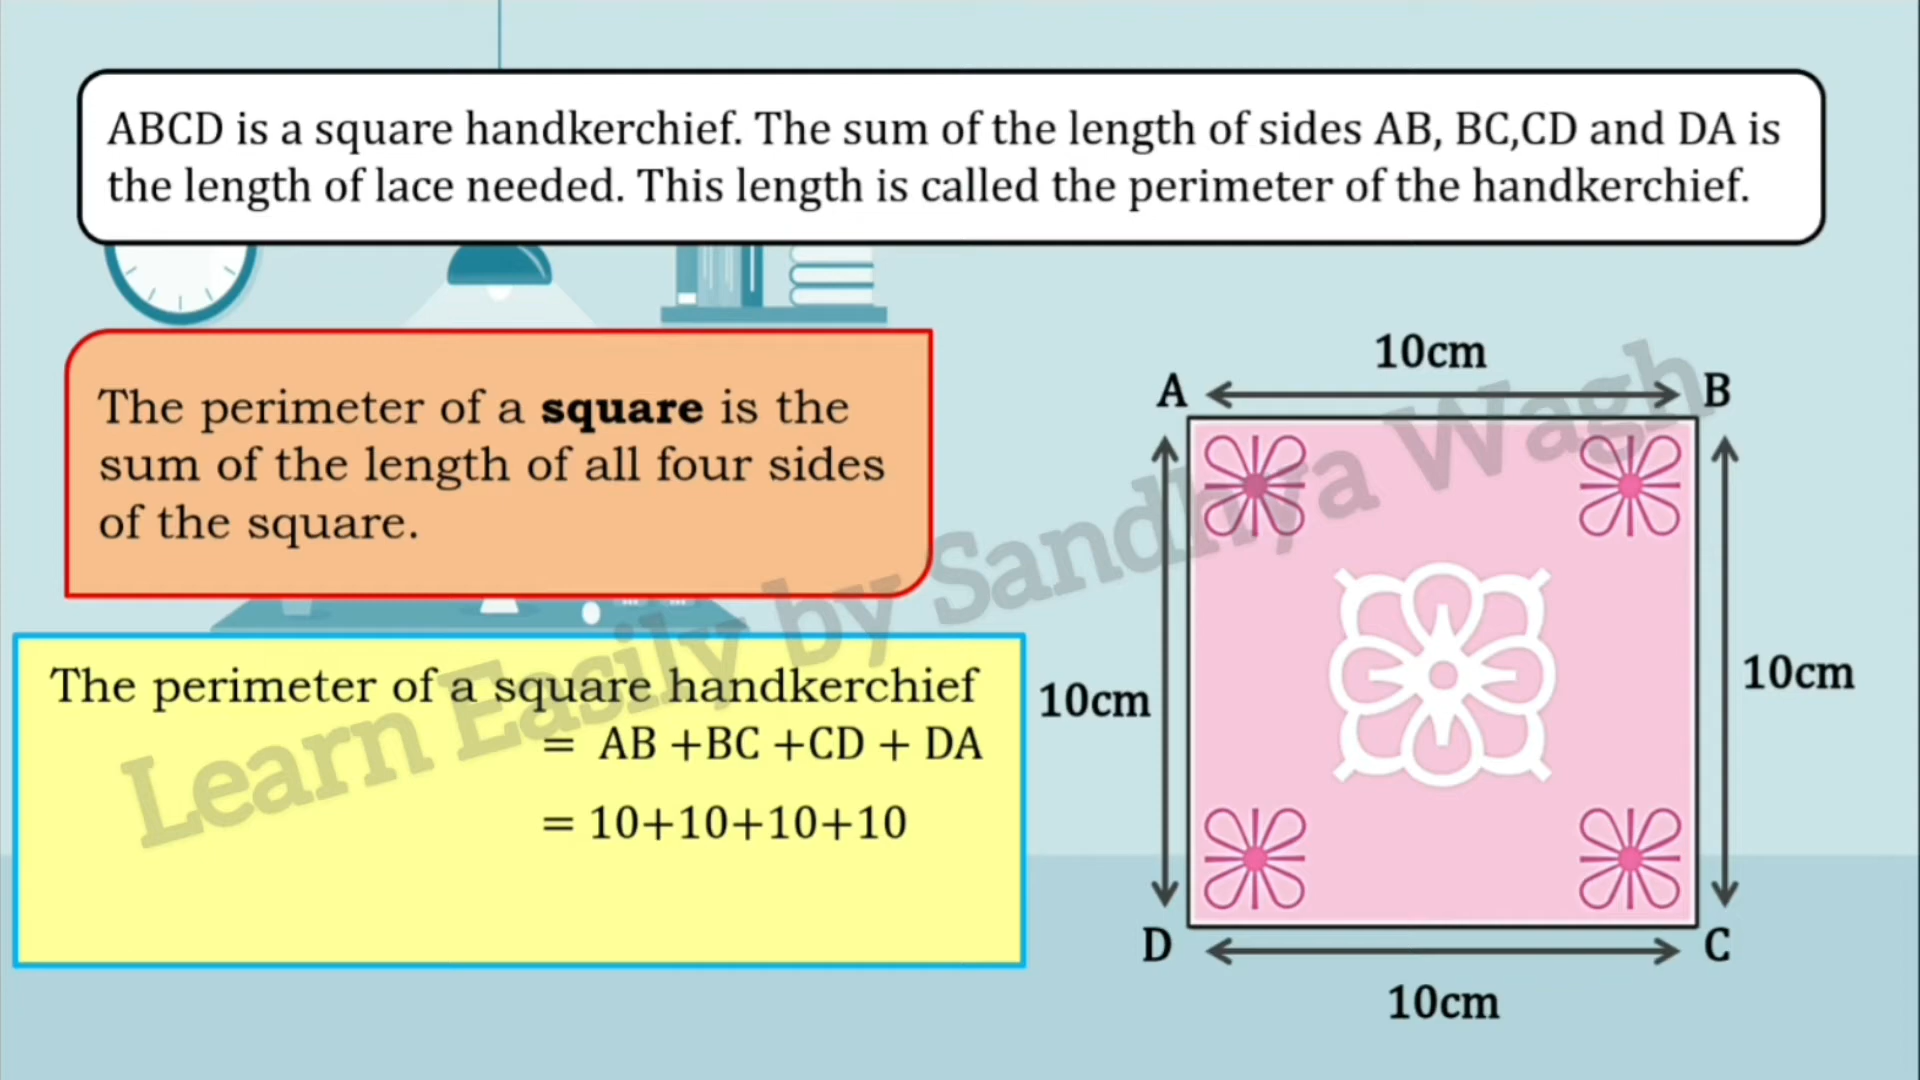 ABCD is a square handkerchief. The sum of the length of sides AB, BC,CD and DA is
the length of lace needed. This length is called the perimeter of the handkerchief.
The perimeter of a square is the
sum of the length of all four sides
of the square.
The perimeter of a square handkerchief
= AB +BC +CD + DA
= 10+10+10+10
10cm
A
B
10cm
10cm
D
C
10cm
Learn Easily by Sandhya Wagh